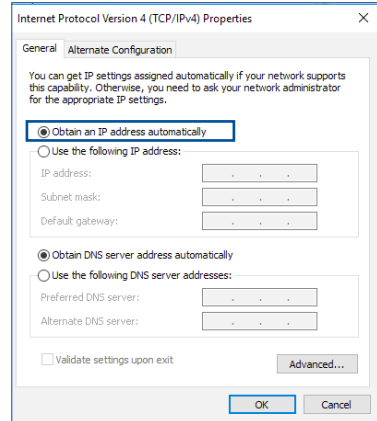 Internet Protocol Version 4 (TCP/IPv4) Properties
General Alternate Configuration
You can get IP settings assigned automatically if your network supports
this capability. Otherwise, you need to ask your network administrator
for the appropriate IP settings.
Obtain an IP address automatically
Use the following IP address:
IP address:
Subnet mask:
Default gateway:
Obtain DNS server address automatically
Use the following DNS server addresses:
Preferred DNS server:
Alternate DNS server:
Validate settings upon exit
Advanced...
OK Cancel